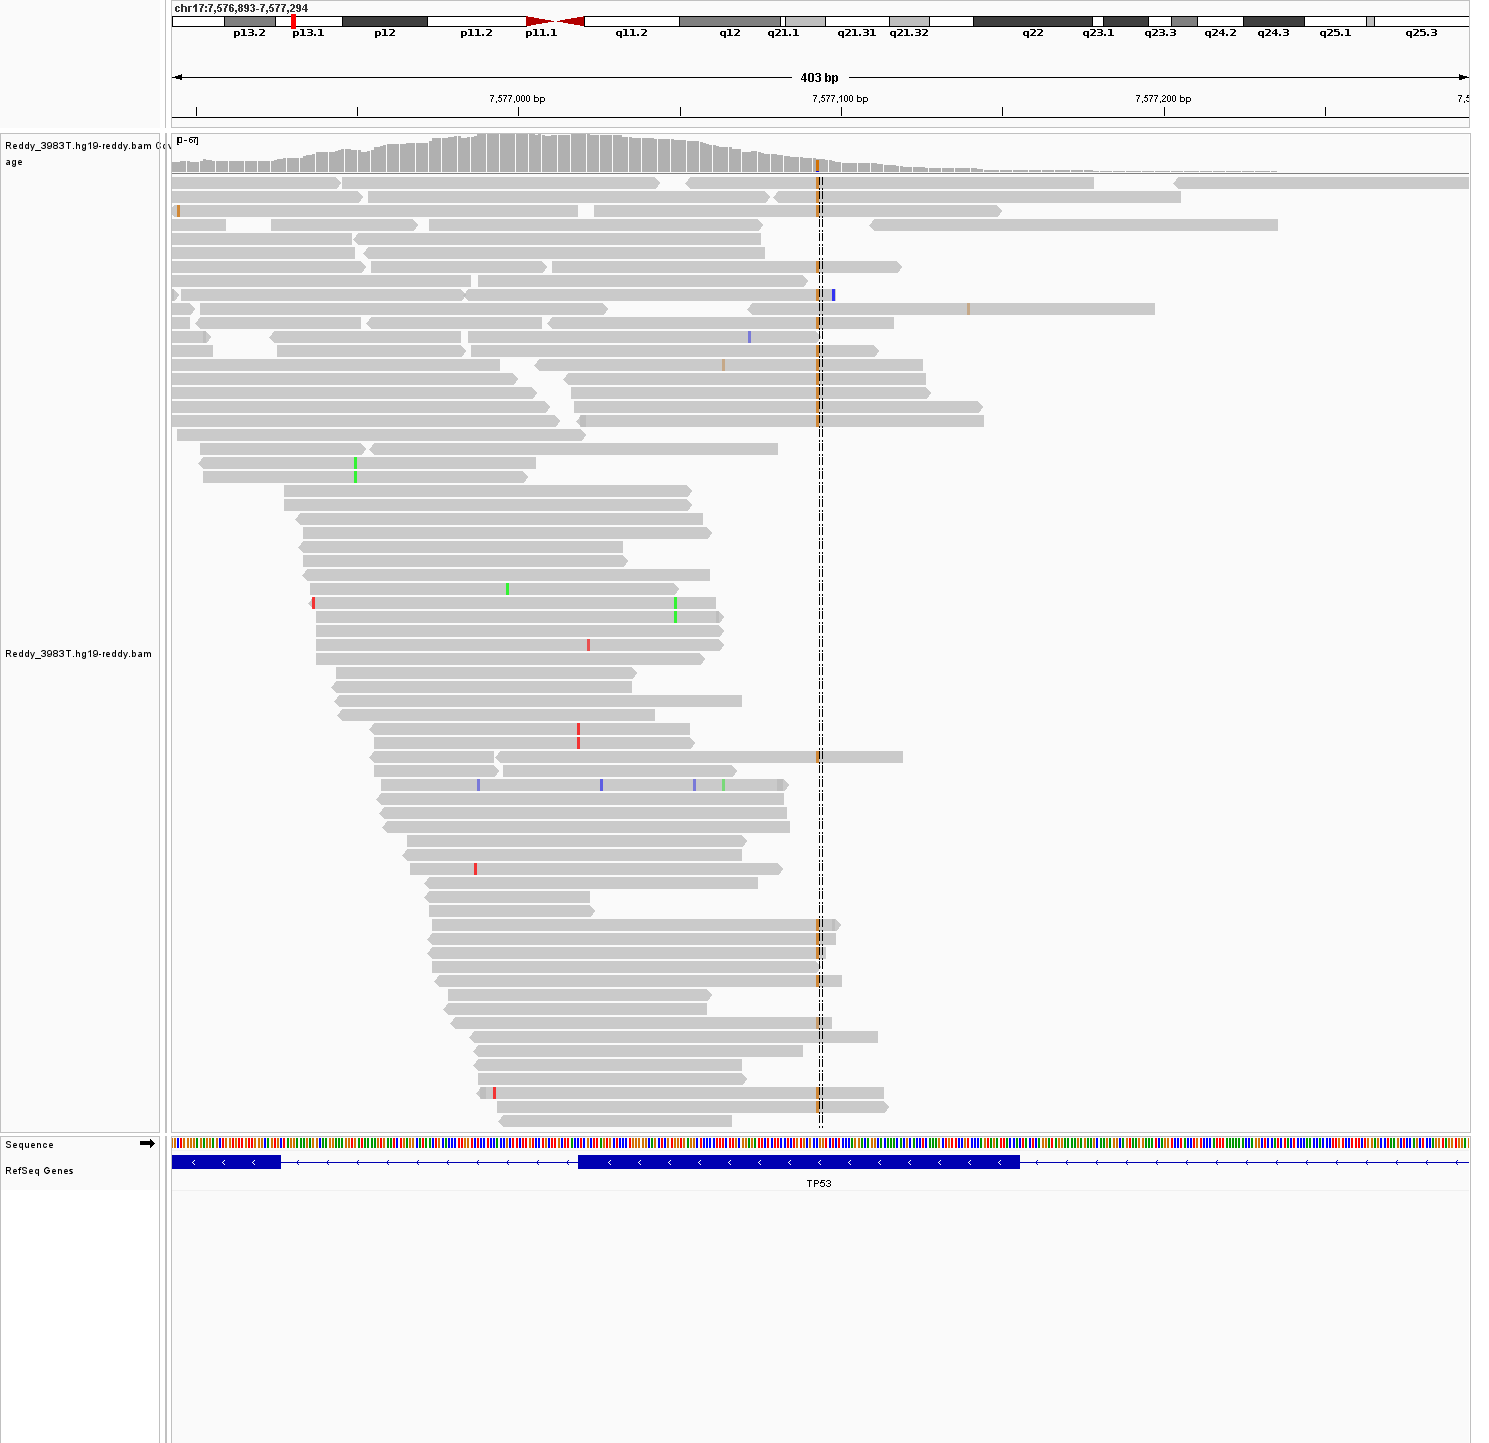 chr17:7,576,893-7,577,294
p13.2 p13.1 p12 p11.2 p11.1 q11.2 q12 q21.1 q21.31 q21.32 q22 q23.1 q23.3 q24.2 q24.3 q25.1 q25.3
403 bp
7,577,000 bp 7,577,100 bp 7,577,200 bp 7,5
[0 - 67]
Reddy_3983T.hg19-reddy.bam Cov
age
Reddy_3983T.hg19-reddy.bam
Sequence
RefSeq Genes
TP53